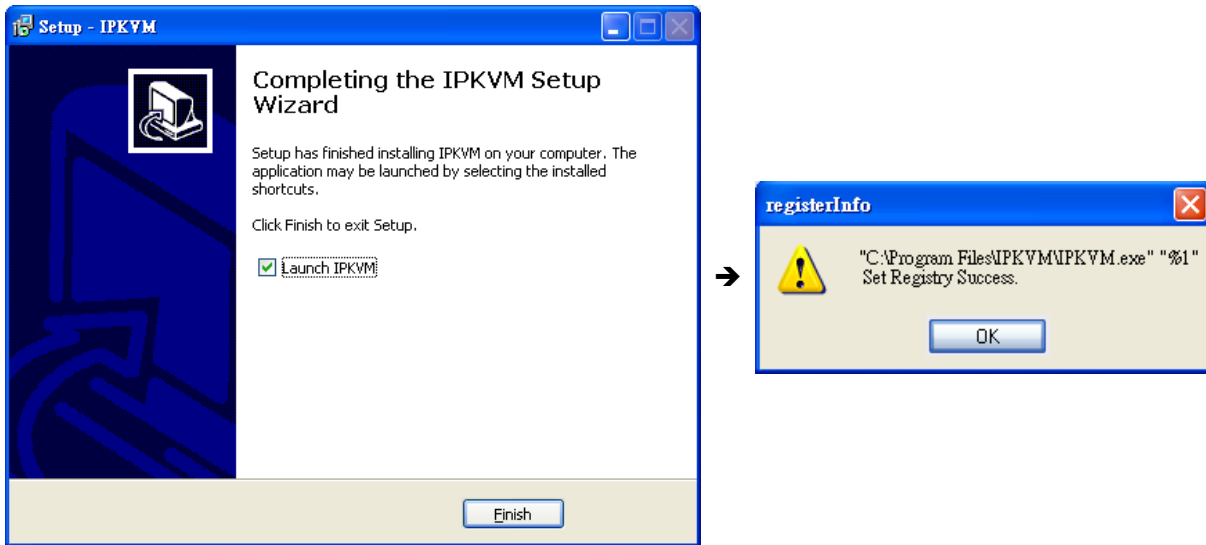 Setup - IPKVM
Completing the IPKVM Setup
Wizard
Setup has finished installing IPKVM on your computer. The
application may be launched by selecting the installed
shortcuts.
Click Finish to exit Setup.
Launch IPKVM
Finish
➔
registerInfo
"C:\Program Files\IPKVM\IPKVM.exe" "%1"
Set Registry Success.
OK